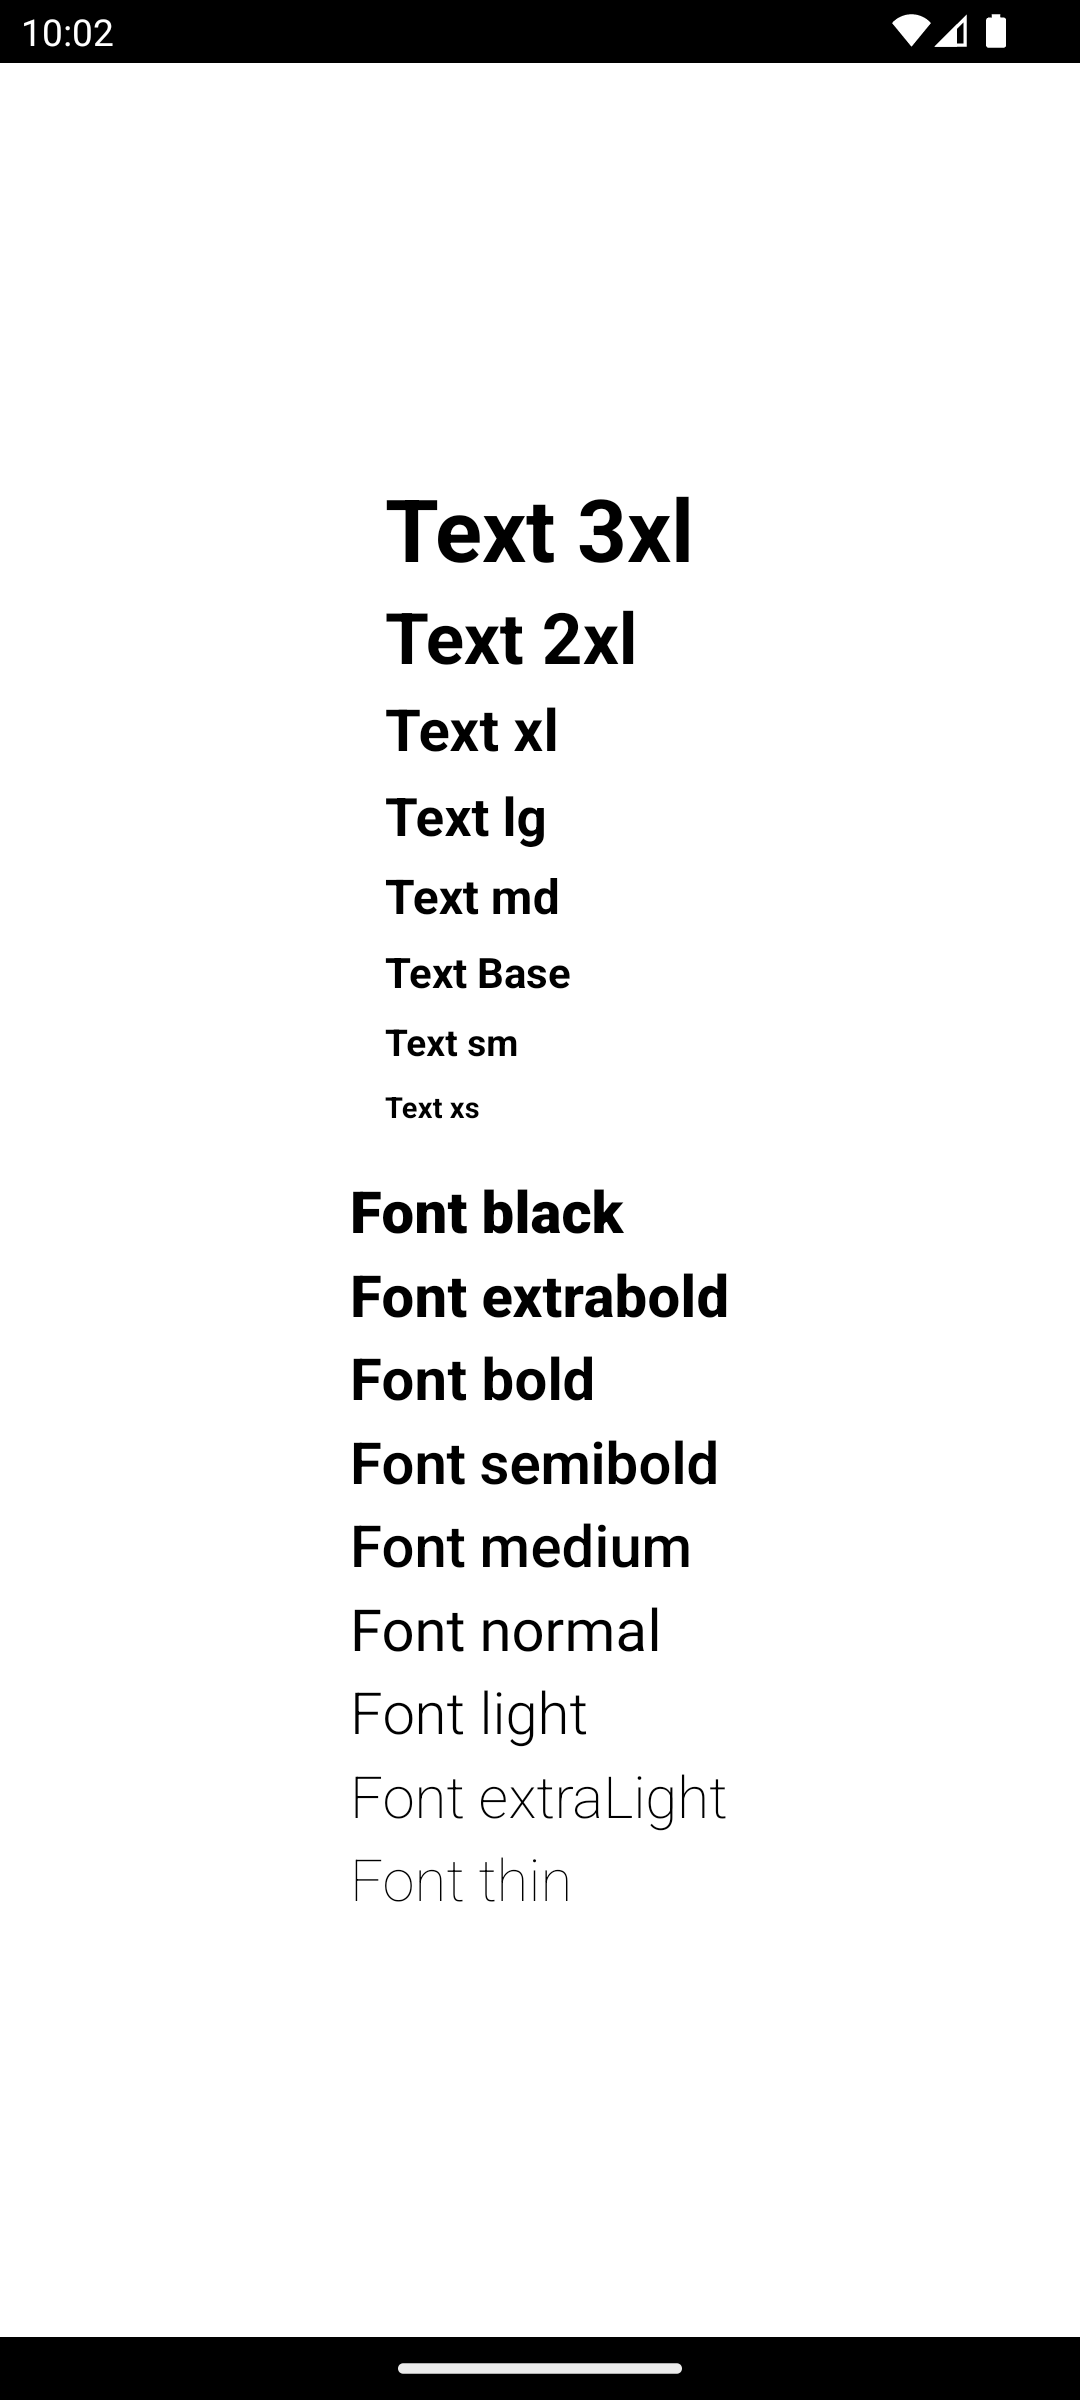 10:02
Text 3xl
Text 2xl
Text xl
Text lg
Text md
Text Base
Text sm
Text xs
Font black
Font extrabold
Font bold
Font semibold
Font medium
Font normal
Font light
Font extraLight
Font thin